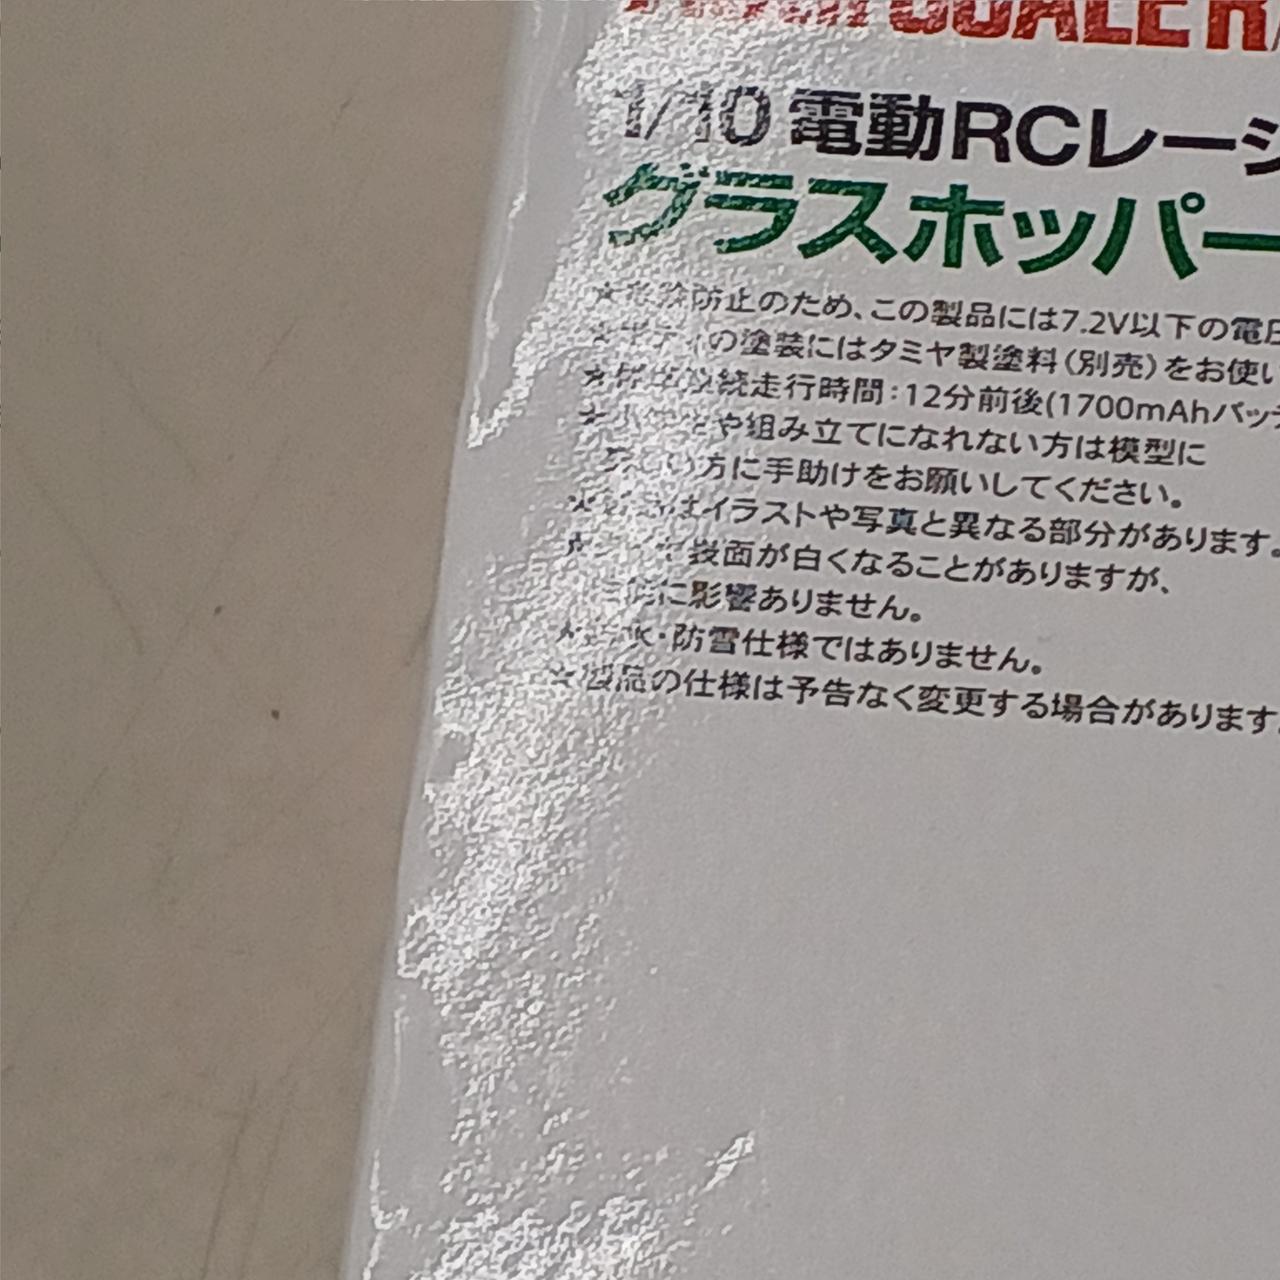 SCALE R
1/10 電動RCレーシ
グラスホッパー
防止のため、この製品には7.2V以下の電圧
の塗装にはタミヤ製塗料(別売)をお使い
続走行時間:12分前後(1700mAhバッテ
や組み立てになれない方は模型に
方に手助けをお願いしてください。
はイラストや写真と異なる部分があります。
表面が白くなることがありますが、
に影響ありません。
水・防雪仕様ではありません。
★製品の仕様は予告なく変更する場合があります。